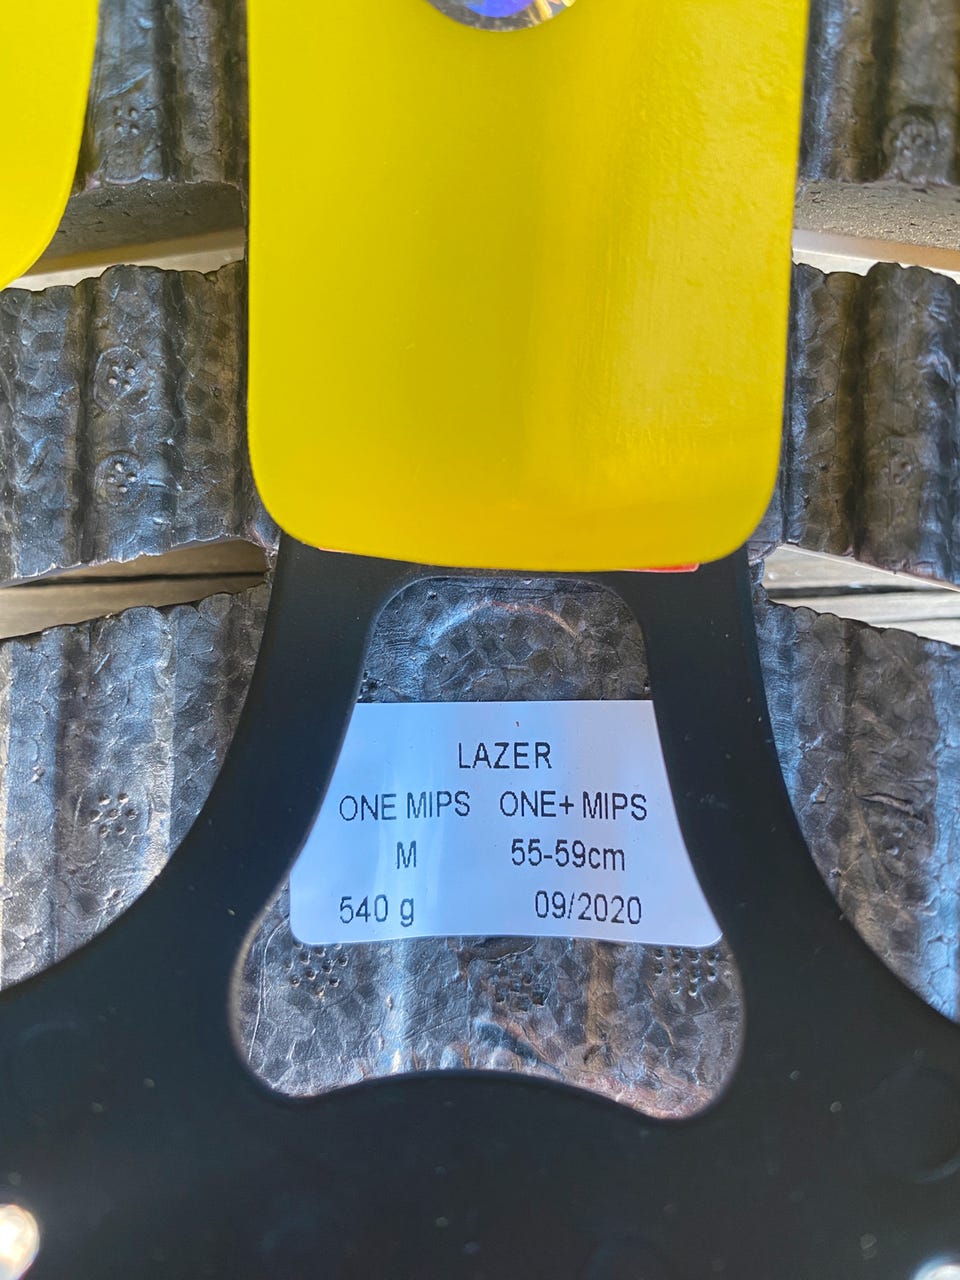 LAZER
ONE MIPS ONE+ MIPS
M 55-59cm
540 g 09/2020